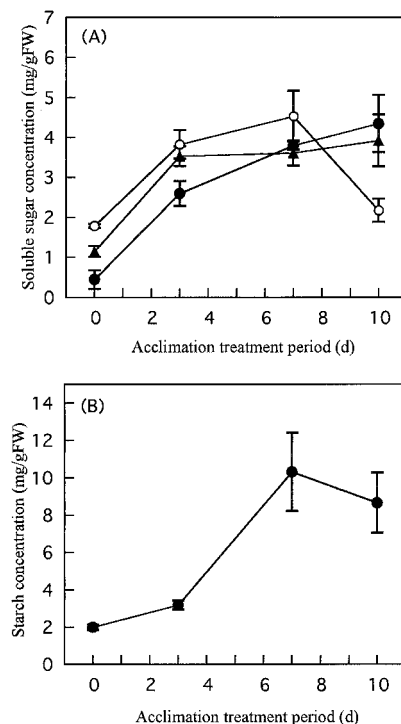 (A)
Soluble sugar concentration (mg/gFW)
7
6
5
4
3
2
1
0
0 2 4 6 8 10
Acclimation treatment period (d)
(B)
Starch concentration (mg/gFW)
14
12
10
8
6
4
2
0
0 2 4 6 8 10
Acclimation treatment period (d)